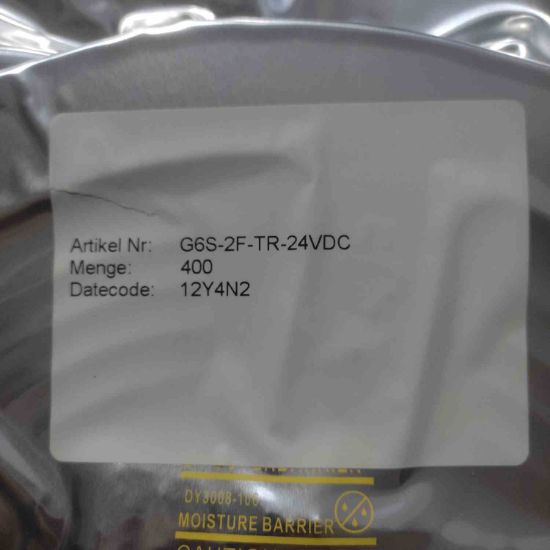 Artikel Nr: G6S-2F-TR-24VDC
Menge: 400
Datecode: 12Y4N2
MOISTURE BARRIER